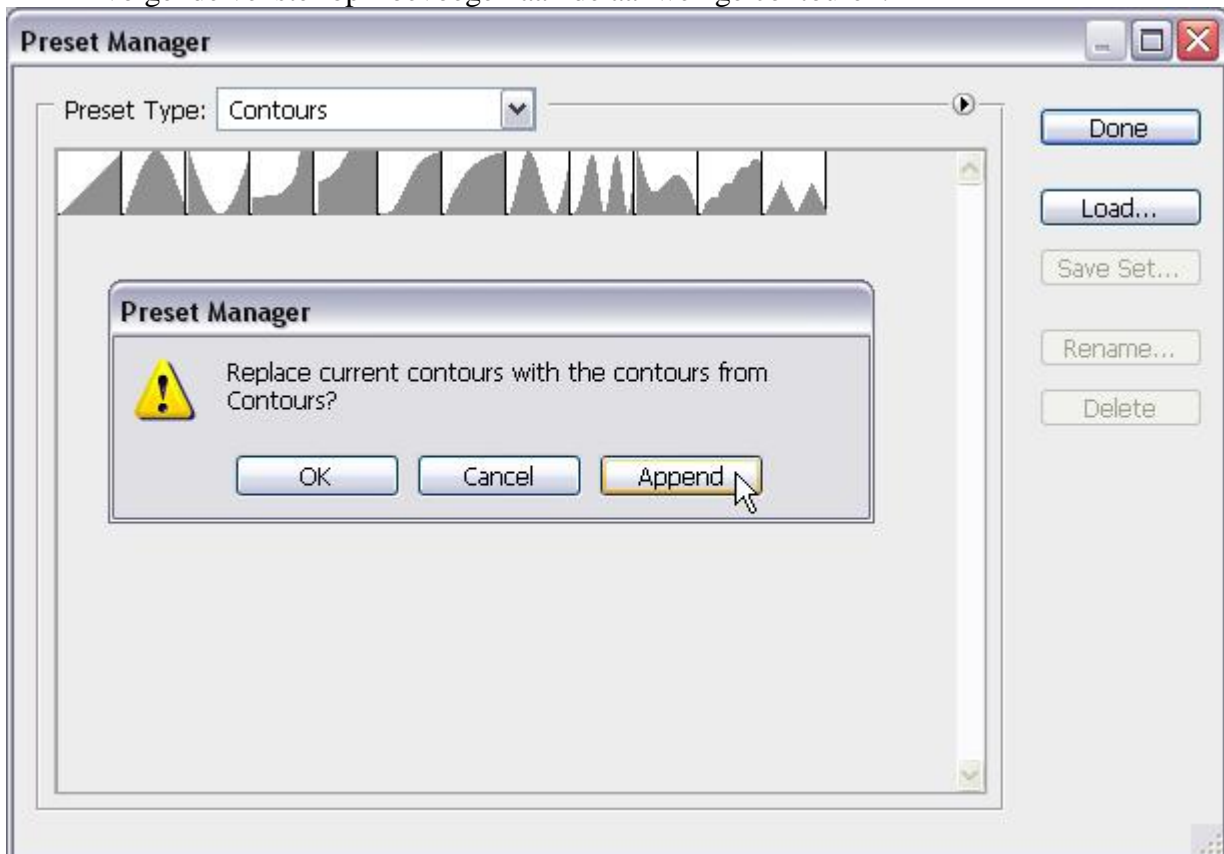 Preset Manager
Preset Type: Contours
Done
Load...
Save Set...
Rename...
Delete
Preset Manager
Replace current contours with the contours from
Contours?
OK Cancel Append